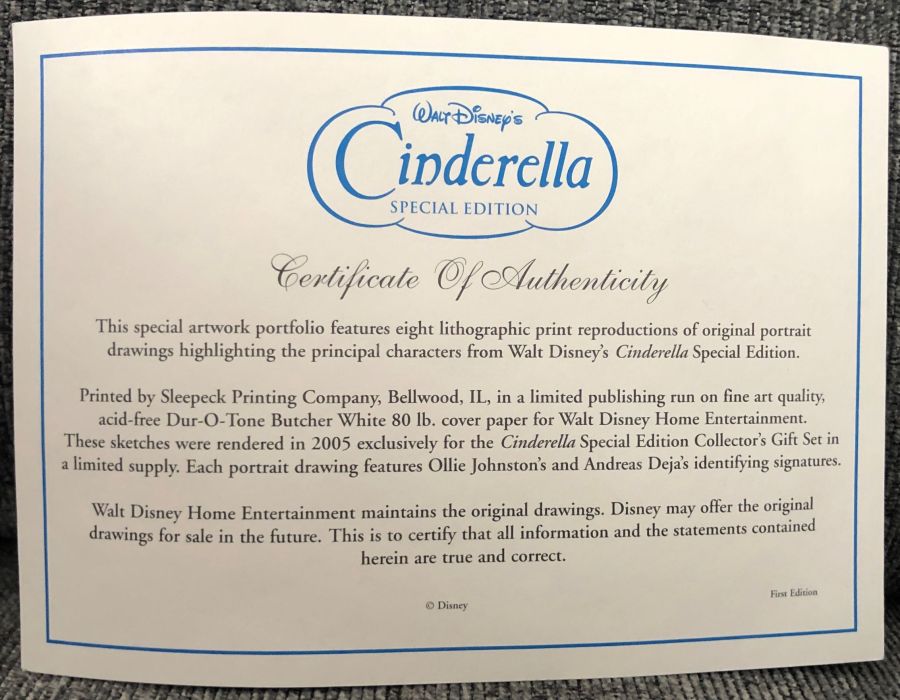 WALT DISNEY'S
Cinderella
SPECIAL EDITION
Certificate Of Authenticity
This special artwork portfolio features eight lithographic print reproductions of original portrait
drawings highlighting the principal characters from Walt Disney's Cinderella Special Edition.
Printed by Sleepeck Printing Company, Bellwood, IL, in a limited publishing run on fine art quality,
acid-free Dur-O-Tone Butcher White 80 lb. cover paper for Walt Disney Home Entertainment.
These sketches were rendered in 2005 exclusively for the Cinderella Special Edition Collector's Gift Set in
a limited supply. Each portrait drawing features Ollie Johnston's and Andreas Deja's identifying signatures.
Walt Disney Home Entertainment maintains the original drawings. Disney may offer the original
drawings for sale in the future. This is to certify that all information and the statements contained
herein are true and correct.
First Edition
© Disney